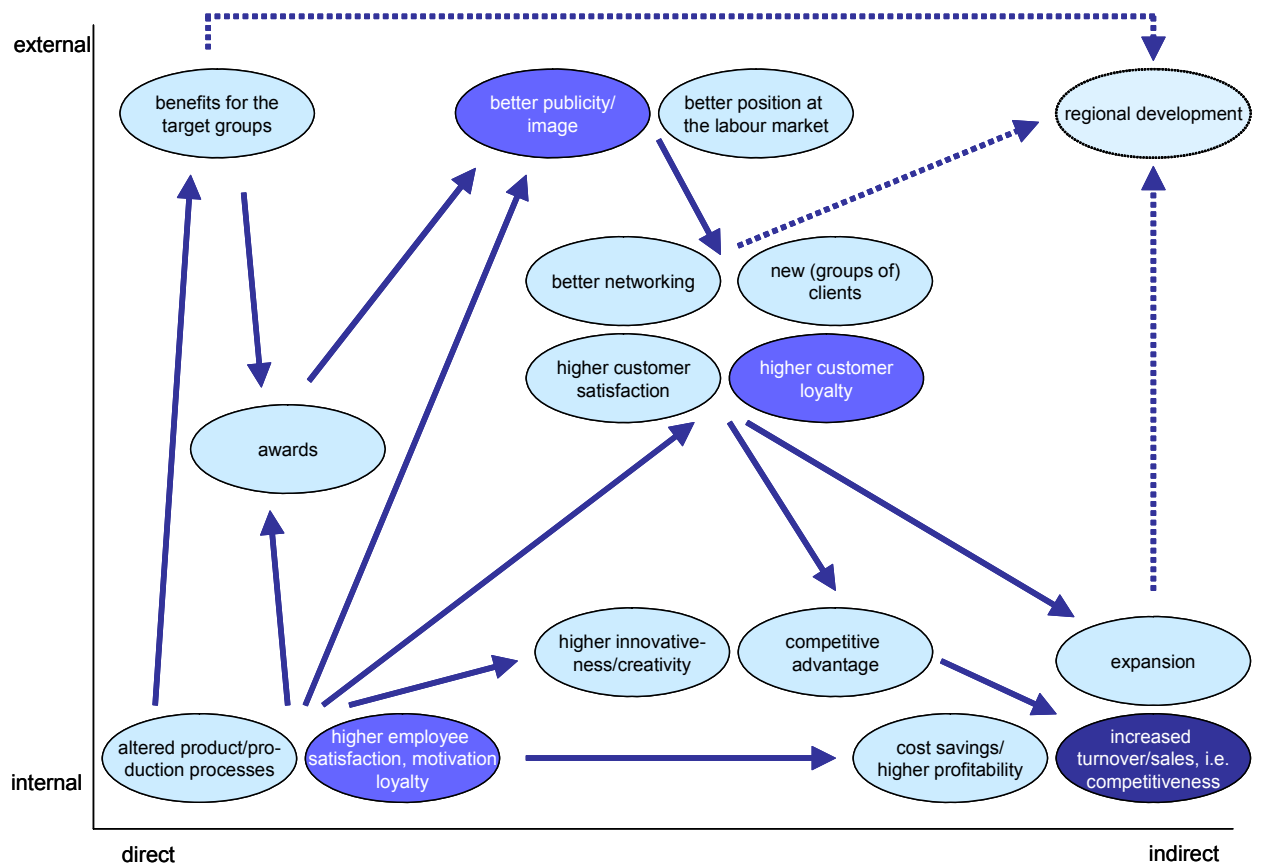 external
benefits for the
target groups
better publicity/
image
better position at
the labour market
regional development
better networking
new (groups of)
clients
higher customer
satisfaction
higher customer
loyalty
awards
higher innovative-
ness/creativity
competitive
advantage
expansion
altered product/pro-
duction processes
higher employee
satisfaction, motivation
loyalty
cost savings/
higher profitability
increased
turnover/sales, i.e.
competitiveness
internal
direct
indirect